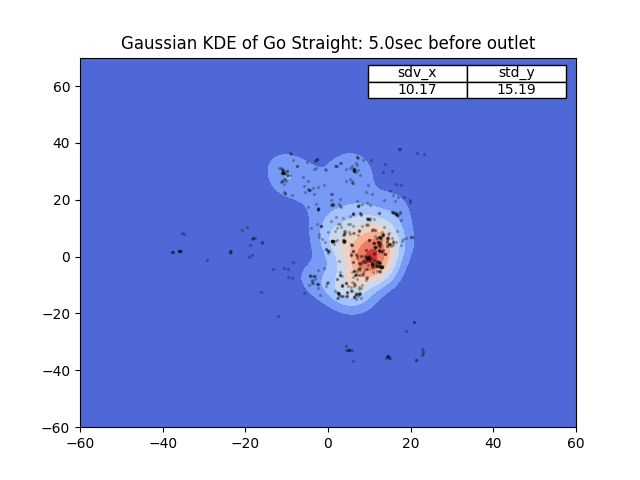 Gaussian KDE of Go Straight: 5.0sec before outlet
sdv_x std_y
10.17 15.19
60
40
20
0
−20
−40
−60
−60 −40 −20 0 20 40 60